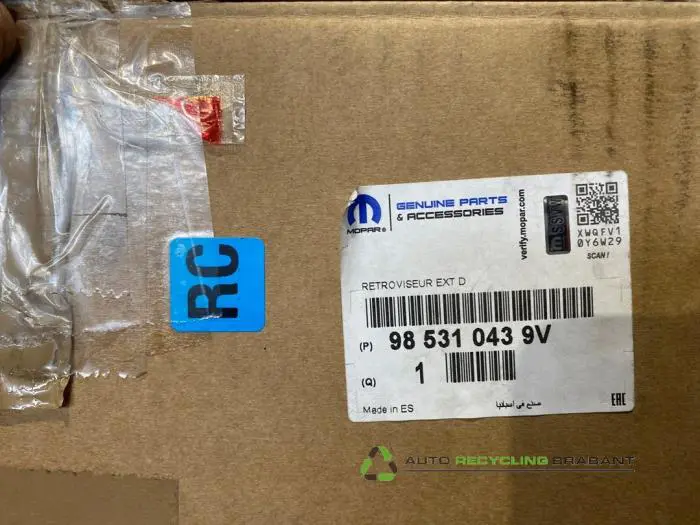 GENUINE PARTS
& ACCESSORIES
MOPAR®
verify.mopar.com
XWQFV1
0Y6W29
SCAN!
RC
RETROVISEUR EXT D
(P) 98 531 043 9V
(Q) 1
Made in ES
صنع في اسبانيا
EAC
AUTO RECYCLING BRABANT